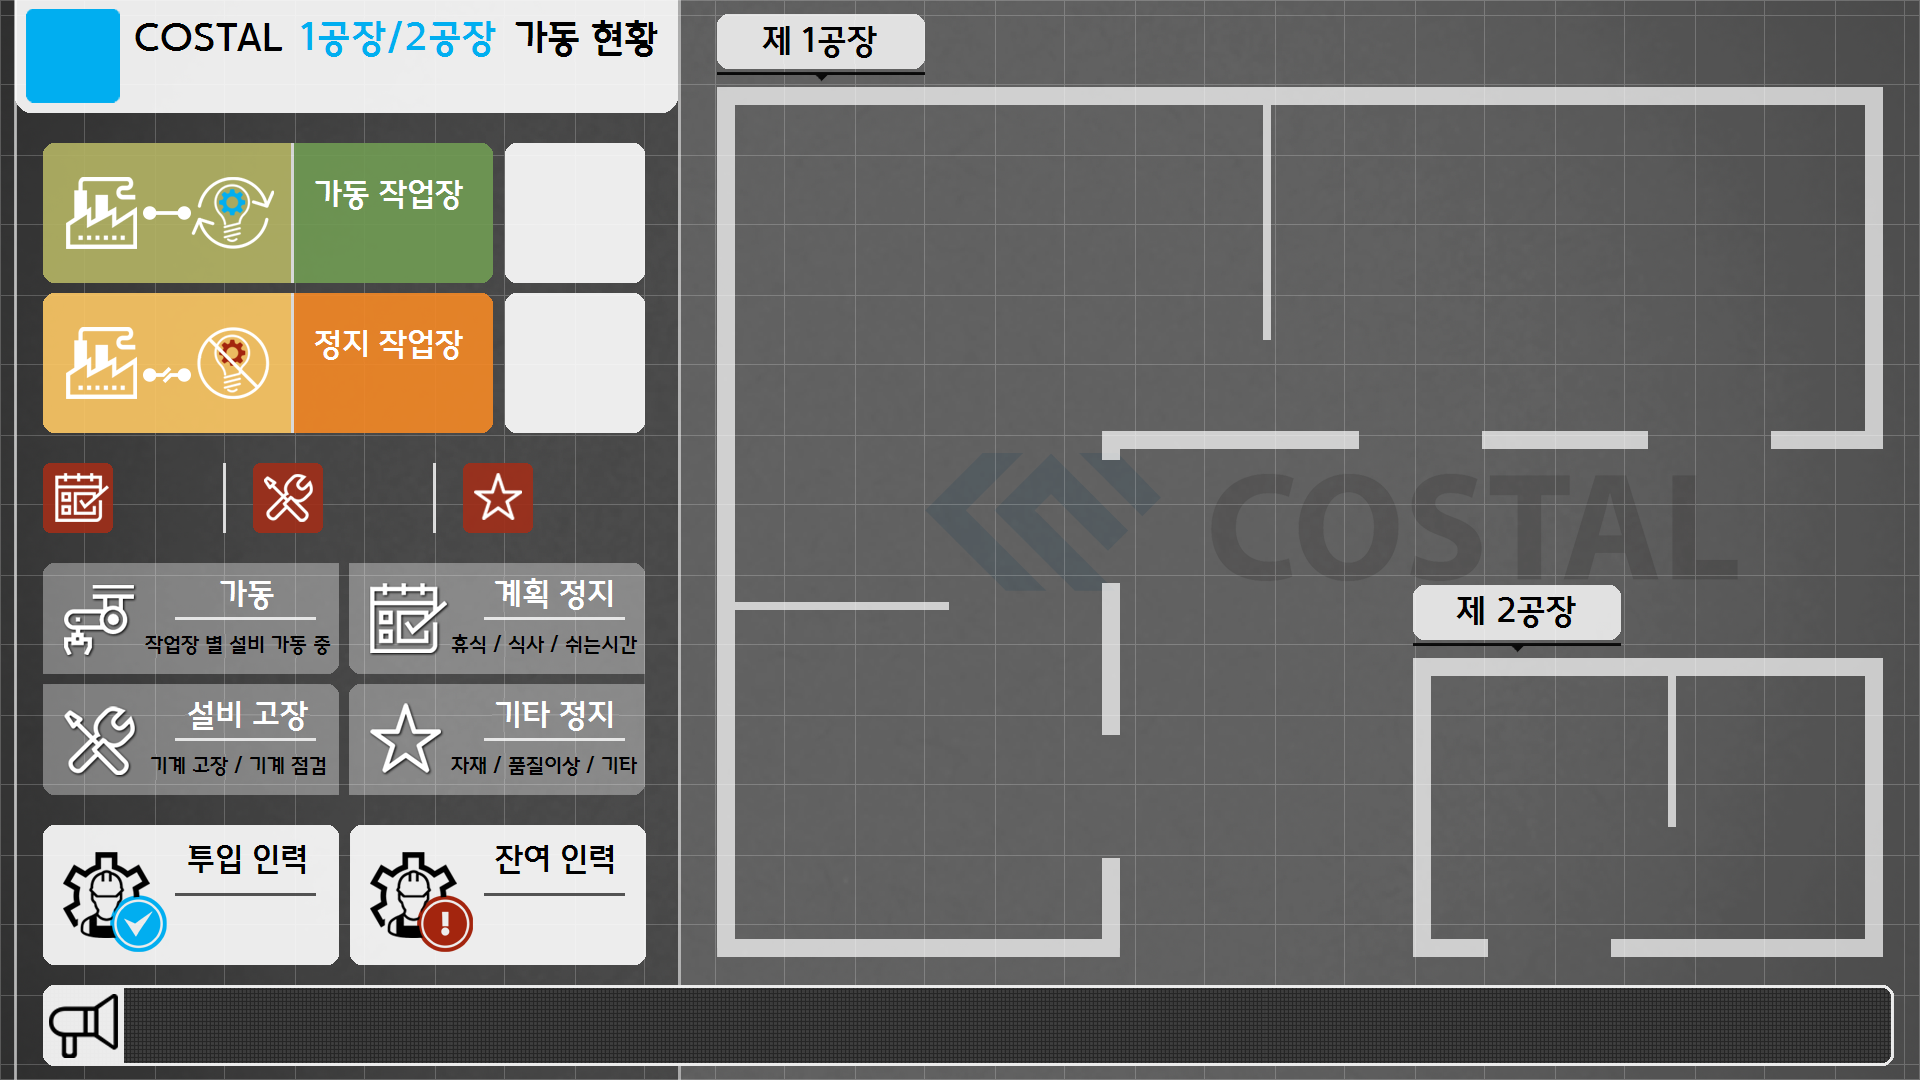 COSTAL 1공장/2공장 가동 현황
가동 작업장
정지 작업장
가동
작업장 별 설비 가동 중
계획 정지
휴식 / 식사 / 쉬는시간
설비 고장
기계 고장 / 기계 점검
기타 정지
자재 / 품질이상 / 기타
투입 인력
잔여 인력
제 1공장
COSTAL
제 2공장